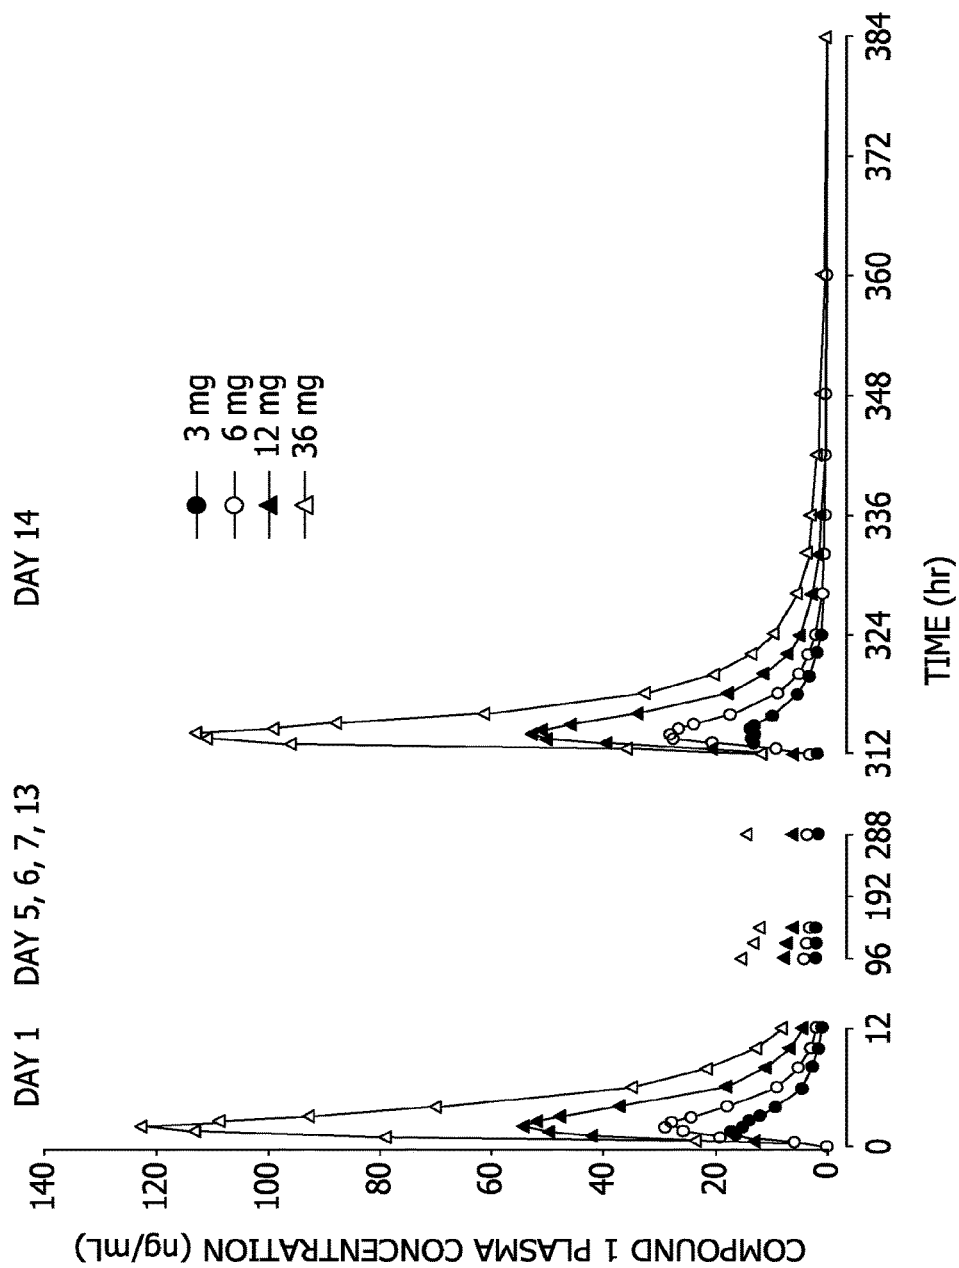 DAY 1
DAY 5, 6, 7, 13
DAY 14
3 mg
6 mg
12 mg
36 mg
COMPOUND 1 PLASMA CONCENTRATION (ng/mL)
140
120
100
80
60
40
20
0
0
12
96
192
288
312
324
336
348
360
372
384
TIME (hr)